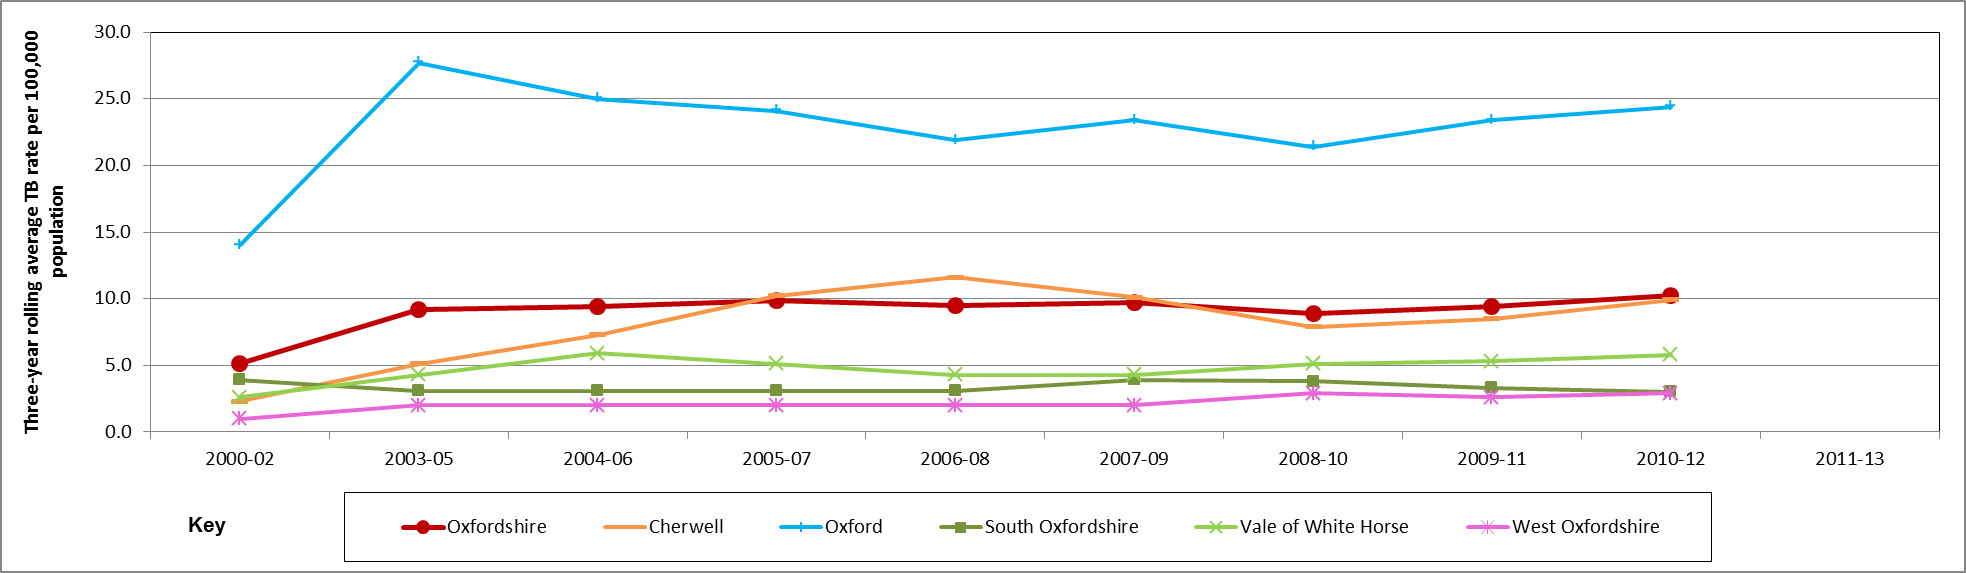 Three-year rolling average TB rate per 100,000
population
30.0
25.0
20.0
15.0
10.0
5.0
0.0
2000-02 2003-05 2004-06 2005-07 2006-08 2007-09 2008-10 2009-11 2010-12 2011-13
Key Oxfordshire Cherwell Oxford South Oxfordshire Vale of White Horse West Oxfordshire